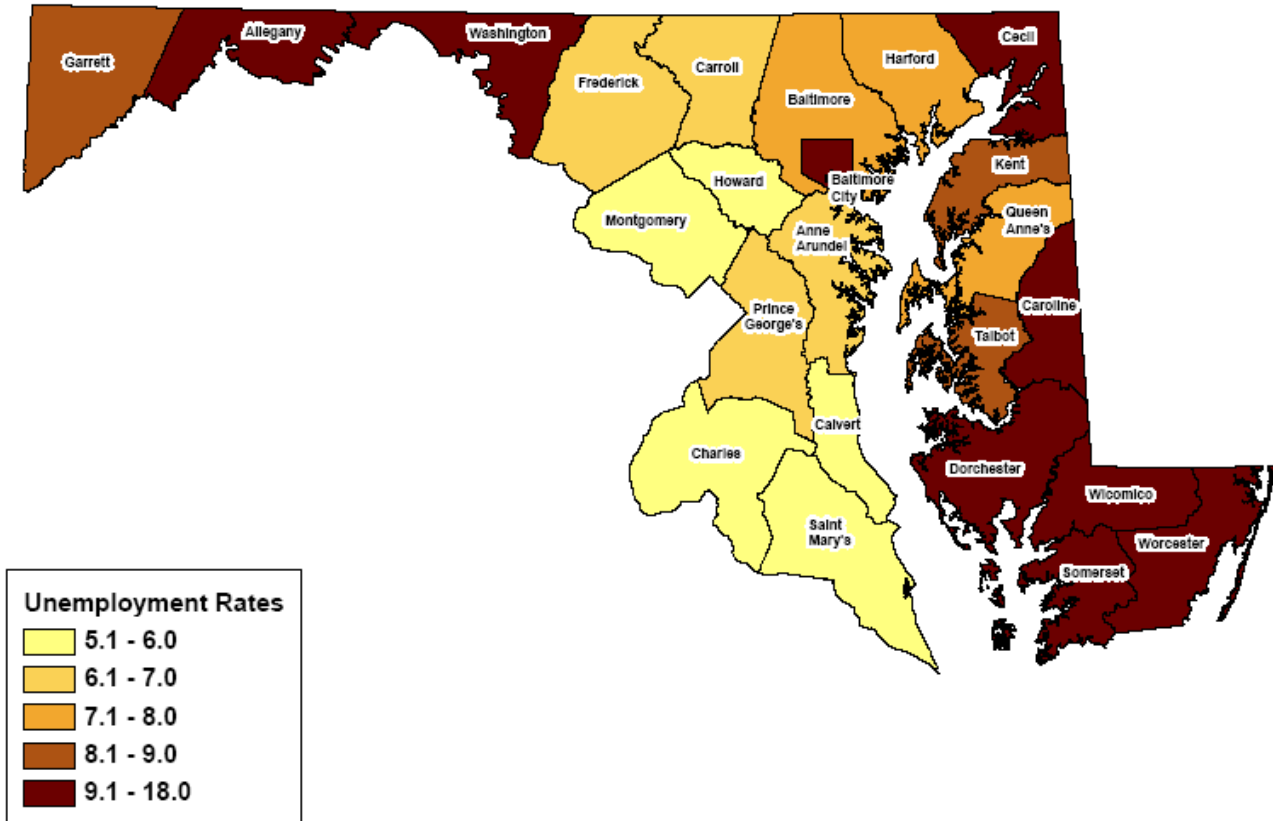 Garrett
Allegany
Washington
Frederick
Carroll
Baltimore
Harford
Cecil
Baltimore
City
Howard
Montgomery
Anne
Arundel
Prince
George's
Kent
Queen
Anne's
Caroline
Talbot
Charles
Calvert
Saint
Mary's
Dorchester
Wicomico
Worcester
Somerset
Unemployment Rates
5.1 - 6.0
6.1 - 7.0
7.1 - 8.0
8.1 - 9.0
9.1 - 18.0